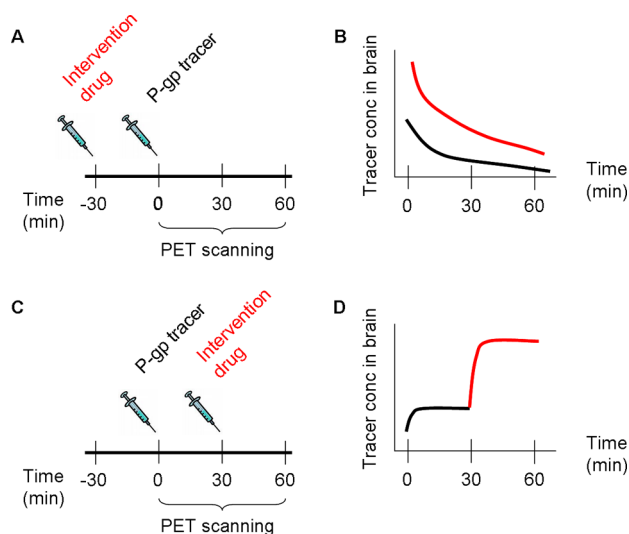 A
Intervention
drug
P-gp tracer
Time
(min)
-30
0
30
60
PET scanning
B
Tracer conc in brain
0
30
60
Time
(min)
C
P-gp tracer
Intervention
drug
Time
(min)
-30
0
30
60
PET scanning
D
Tracer conc in brain
0
30
60
Time
(min)